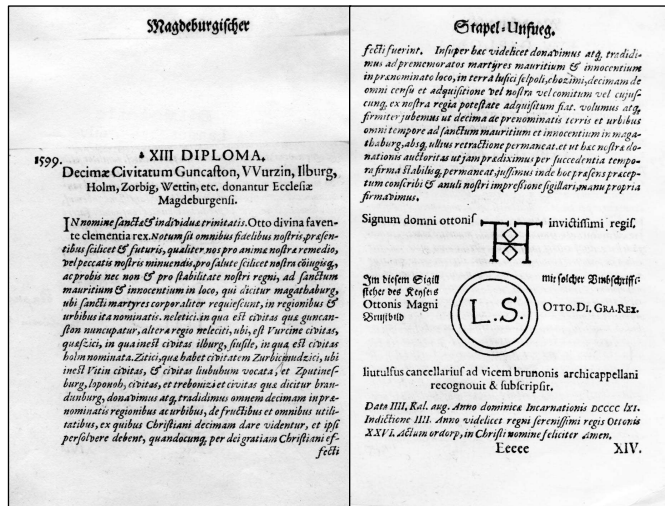 Magdeburgischer
1599.
XIII DIPLOMA.
Decimæ Civitatum Guncaston, VVurzin, Ilburg,
Holm, Zorbig, Wettin, etc. donantur Ecclesiæ
Magdeburgensi.
IN nomine sanctæ & individuæ trinitatis. Otto divina faven-
te clementia rex. Notum sit omnibus fidelibus nostris, præsen-
tibus scilicet & futuris, qualiter nos pro animæ nostræ remedio,
vel peccatis nostris minuendis, pro salute scilicet nostra cõiugisq;
ac probis nec non & pro stabilitate nostri regni, ad sanctum
mauritium & innocentium in loco, qui dicitur magathaburg,
ubi sancti martyres corporaliter requiescunt, in regionibus &
urbibus ita nominatis. neletici. in qua est civitas quæ guncan-
ston nuncupatur, altera regio neleciti, ubi, est Vurcine civitas,
quæsezici, in qua inest civitas ilburg, siusile, in qua est civitas
holm nominata. Zitici, quæ habet civitatem Zurbici nudzici, ubi
inest Vitin civitas, & civitas liubuhum vocata, et Zputines-
burg, loponoh, civitas, et trebonizi et civitas quæ dicitur bran-
dunburg, donavimus atq; tradidimus omnem decimam in præ-
nominatis regionibus ac urbibus, de fructibus et omnibus utili-
tatibus, ex quibus Christiani decimam dare videntur, et ipsi
persolvere debent, quandocunq; per dei gratiam Christiani ef-
fecti
Stapel-Unfueg.
fecti fuerint. Insuper hæc videlicet donavimus atq; tradidi-
mus ad prememoratos martyres mauritium & innocentium
in prænominato loco, in terrâ lusici selpoli, chozimi, decimam de
omni censu et adquisitione vel nostra vel comitum vel cujus-
cunq; ex nostra regia potestate adquisitum fiat. volumus atq;
firmiter jubemus ut decima de prenominatis terris et urbibus
omni tempore ad sanctum mauritium et innocentium in maga-
thaburg, absq; ullius retractione permaneat. et ut hæc nostra do-
nationis auctoritas ut jam prædiximus per succedentia tempo-
ra firma stabilisq; permaneat, jussimus inde hoc præsens præcep-
tum conscribi & anuli nostri impressione sigillari, manu propria
firmavimus.
Signum domni ottonis invictissimi regis.
Im diesem Sigill
stehet des Keysers
Ottonis Magni
Brustbild
L.S.
mit solcher Umbschrifft:
OTTO. DI. GRA. REX.
liutulfus cancellarius ad vicem brunonis archicappellani
recognouit & subscripsit.
Data IIII, Kal. aug. Anno dominicæ Incarnationis DCCCC lxi.
Indictione IIII. Anno videlicet regni serenissimi regis Ottonis
XXVI. Actum ordorp, in Christi nomine feliciter Amen.
Eeeee XIV.